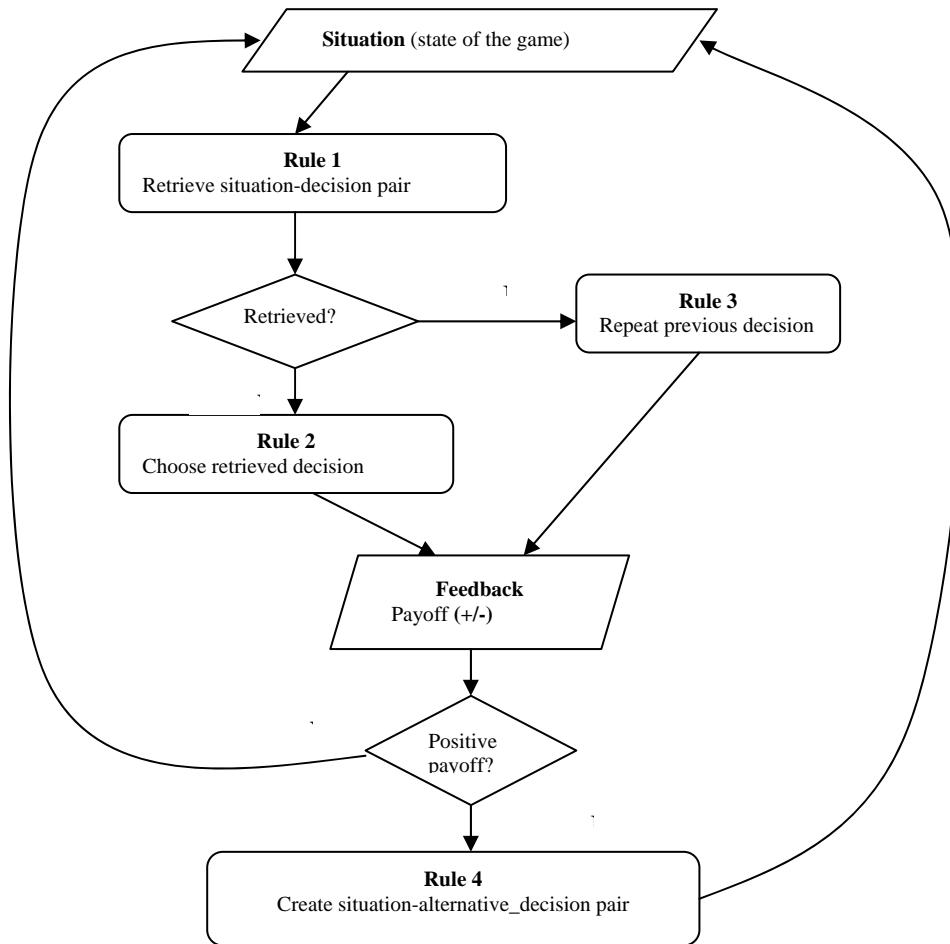 Situation (state of the game)
Rule 1
Retrieve situation-decision pair
Retrieved?
Rule 3
Repeat previous decision
Rule 2
Choose retrieved decision
Feedback
Payoff (+/-)
Positive
payoff?
Rule 4
Create situation-alternative_decision pair